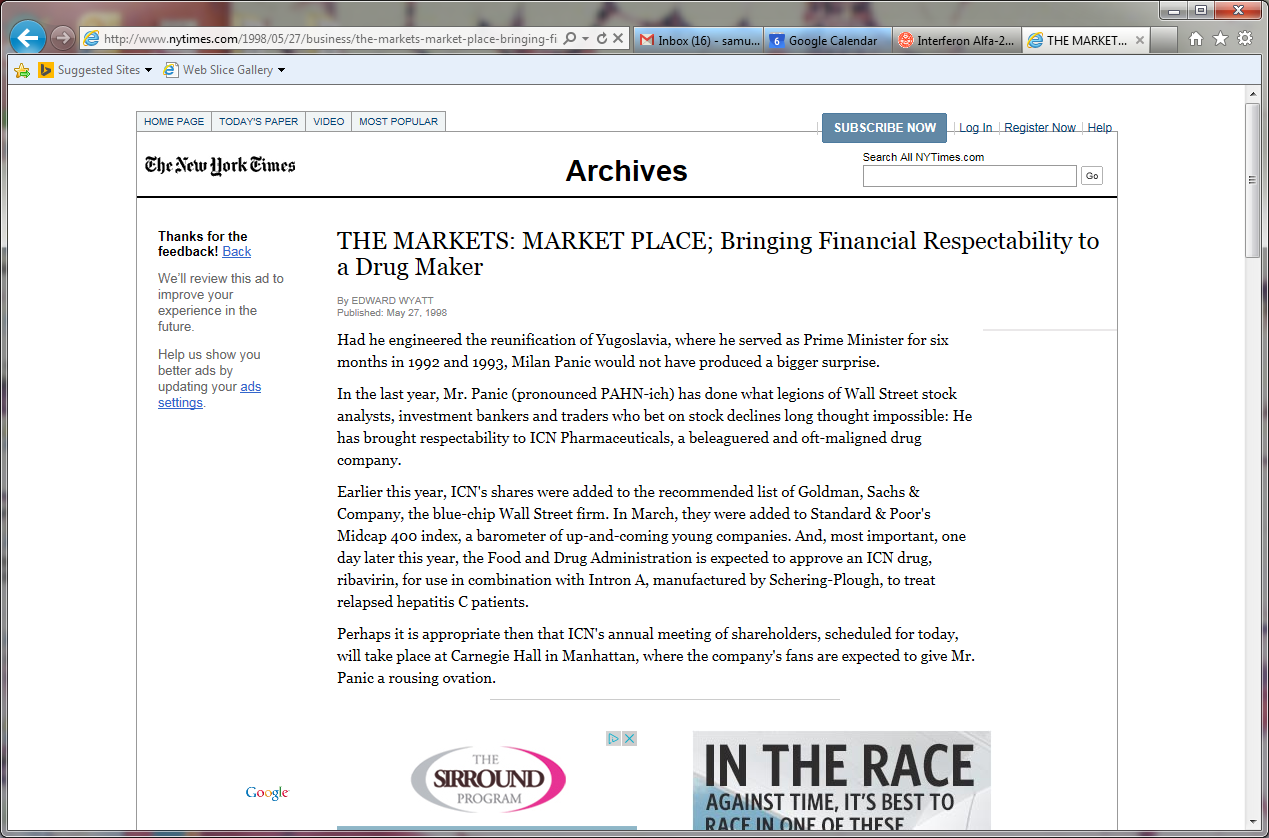 http://www.nytimes.com/1998/05/27/business/the-markets-market-place-bringing-fi
Inbox (16) - samu...
6 Google Calendar
Interferon Alfa-2...
THE MARKET...
Suggested Sites
Web Slice Gallery
HOME PAGE
TODAY'S PAPER
VIDEO
MOST POPULAR
SUBSCRIBE NOW
Log In
Register Now
Help
The New York Times
Archives
Search All NYTimes.com
Go
Thanks for the
feedback! Back
We'll review this ad to
improve your
experience in the
future.
Help us show you
better ads by
updating your ads
settings.
THE MARKETS: MARKET PLACE; Bringing Financial Respectability to
a Drug Maker
By EDWARD WYATT
Published: May 27, 1998
Had he engineered the reunification of Yugoslavia, where he served as Prime Minister for six
months in 1992 and 1993, Milan Panic would not have produced a bigger surprise.
In the last year, Mr. Panic (pronounced PAHN-ich) has done what legions of Wall Street stock
analysts, investment bankers and traders who bet on stock declines long thought impossible: He
has brought respectability to ICN Pharmaceuticals, a beleaguered and oft-maligned drug
company.
Earlier this year, ICN's shares were added to the recommended list of Goldman, Sachs &
Company, the blue-chip Wall Street firm. In March, they were added to Standard & Poor's
Midcap 400 index, a barometer of up-and-coming young companies. And, most important, one
day later this year, the Food and Drug Administration is expected to approve an ICN drug,
ribavirin, for use in combination with Intron A, manufactured by Schering-Plough, to treat
relapsed hepatitis C patients.
Perhaps it is appropriate then that ICN's annual meeting of shareholders, scheduled for today,
will take place at Carnegie Hall in Manhattan, where the company's fans are expected to give Mr.
Panic a rousing ovation.
Google
THE
SIRROUND
PROGRAM
IN THE RACE
AGAINST TIME, IT'S BEST TO
RACE IN ONE OF THESE